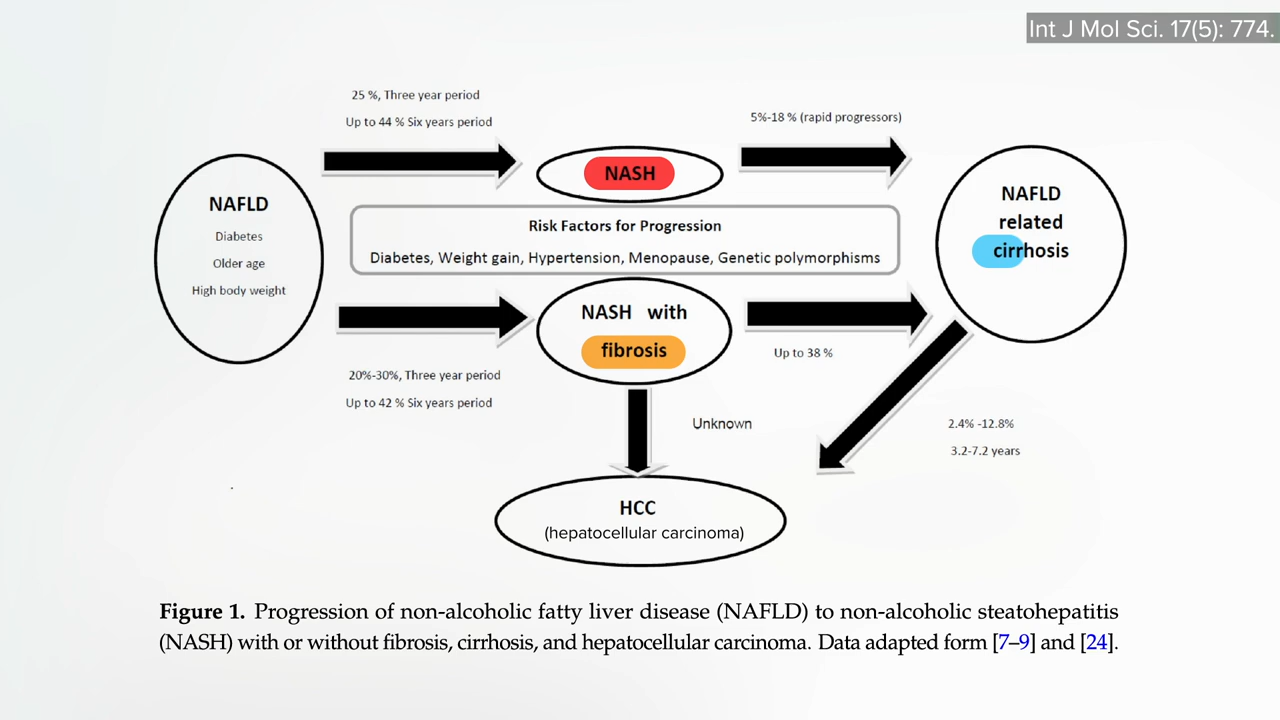 Int J Mol Sci. 17(5): 774.
25 %, Three year period
Up to 44 % Six years period
5%-18 % (rapid progressors)
NASH
NAFLD
Diabetes
Older age
High body weight
Risk Factors for Progression
Diabetes, Weight gain, Hypertension, Menopause, Genetic polymorphisms
NAFLD
related
cirrhosis
NASH with
fibrosis
20%-30%, Three year period
Up to 42 % Six years period
Up to 38 %
Unknown
2.4% -12.8%
3.2-7.2 years
HCC
(hepatocellular carcinoma)
Figure 1. Progression of non-alcoholic fatty liver disease (NAFLD) to non-alcoholic steatohepatitis
(NASH) with or without fibrosis, cirrhosis, and hepatocellular carcinoma. Data adapted form [7–9] and [24].